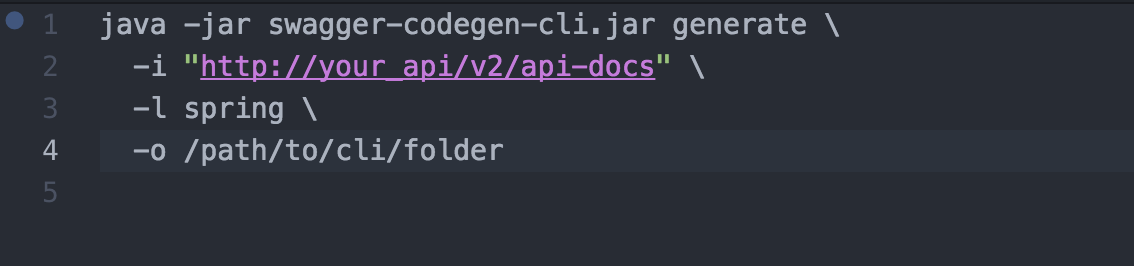 1 java -jar swagger-codegen-cli.jar generate \
2 -i "http://your_api/v2/api-docs" \
3 -l spring \
4 -o /path/to/cli/folder
5